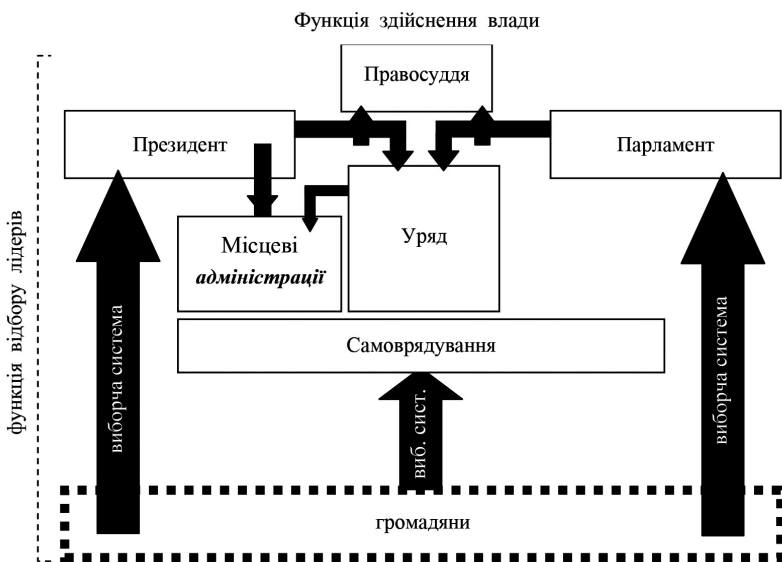 Функція здійснення влади
Правосуддя
Президент
Парламент
Уряд
Місцеві
адміністрації
Самоврядування
функція відбору лідерів
виборча система
виб. сист.
виборча система
громадяни